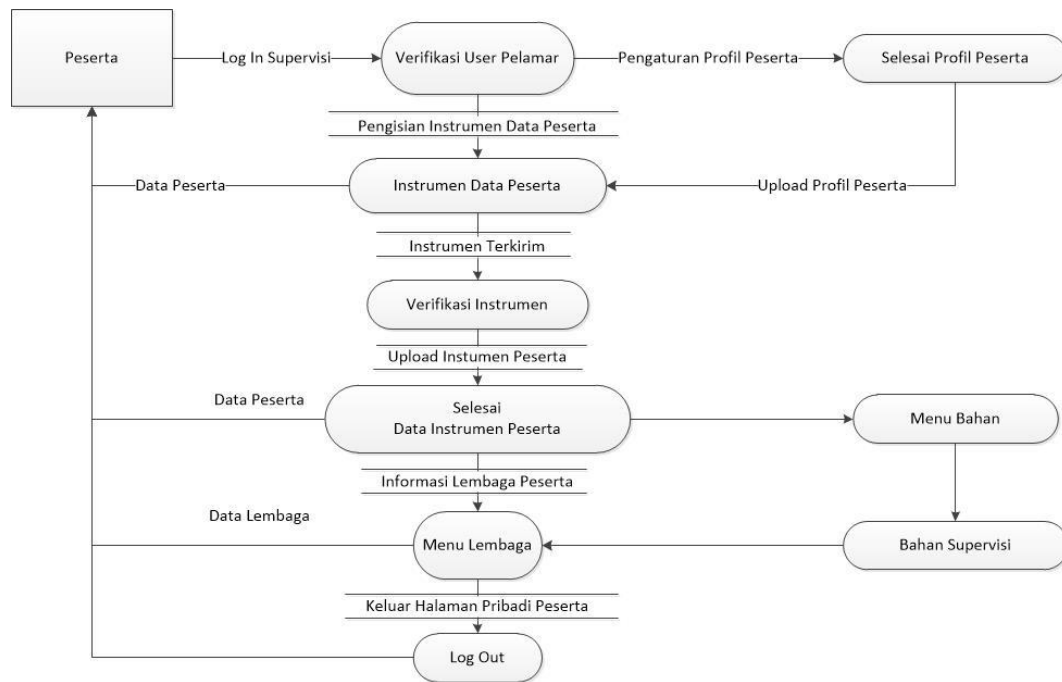 Peserta
Log In Supervisi
Verifikasi User Pelamar
Pengaturan Profil Peserta
Selesai Profil Peserta
Pengisian Instrumen Data Peserta
Data Peserta
Instrumen Data Peserta
Upload Profil Peserta
Instrumen Terkirim
Verifikasi Instrumen
Upload Instumen Peserta
Data Peserta
Selesai
Data Instrumen Peserta
Menu Bahan
Informasi Lembaga Peserta
Data Lembaga
Menu Lembaga
Bahan Supervisi
Keluar Halaman Pribadi Peserta
Log Out